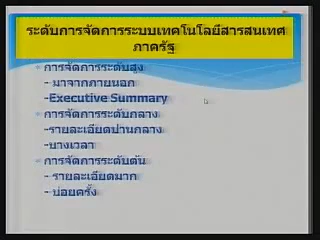 ระดับการจัดการระบบเทคโนโลยีสารสนเทศ
ภาครัฐ
การจัดการระดับสูง
- มาจากภายนอก
-Executive Summary
การจัดการระดับกลาง
-รายละเอียดปานกลาง
-บางเวลา
การจัดการระดับต้น
- รายละเอียดมาก
- บ่อยครั้ง